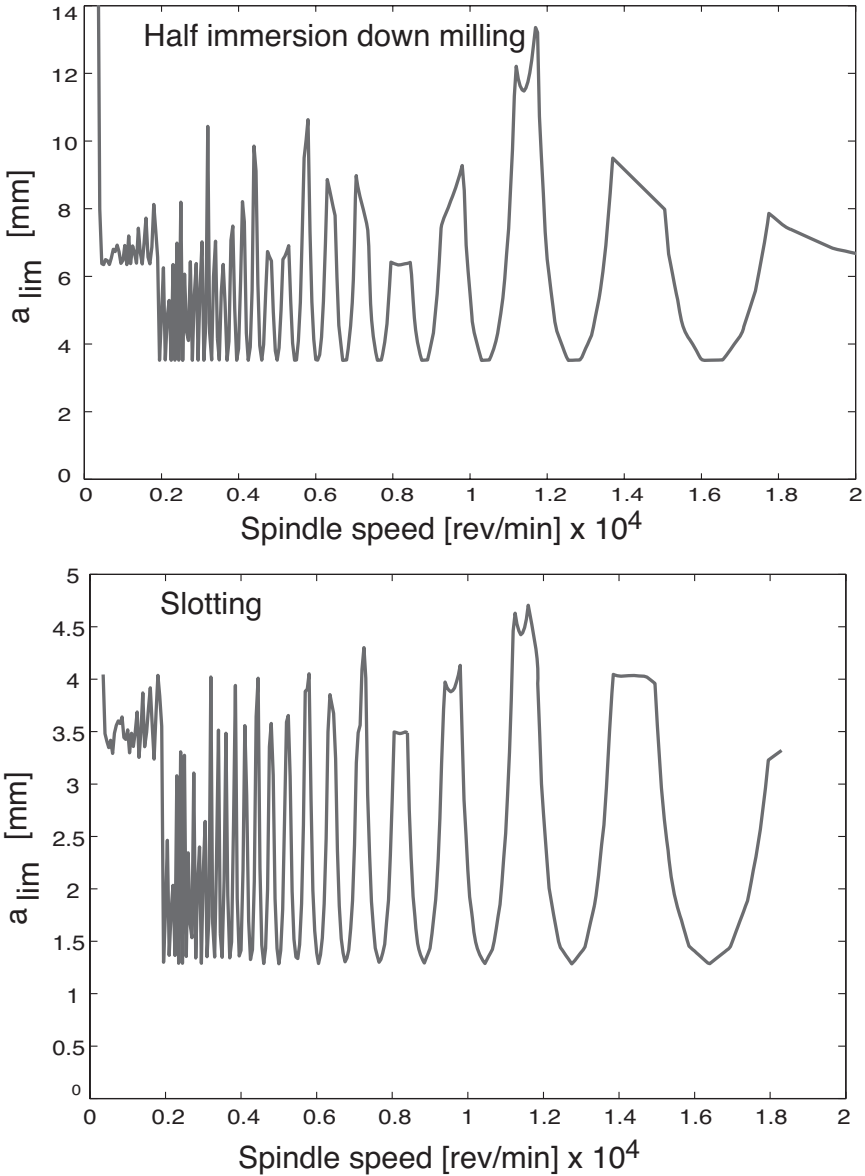 14
Half immersion down milling
12
10
8
6
4
2
0
a lim [mm]
0 0.2 0.4 0.6 0.8 1 1.2 1.4 1.6 1.8 2
Spindle speed [rev/min] x 10⁴
5
Slotting
4.5
4
3.5
3
2.5
2
1.5
1
0.5
0
a lim [mm]
0 0.2 0.4 0.6 0.8 1 1.2 1.4 1.6 1.8 2
Spindle speed [rev/min] x 10⁴